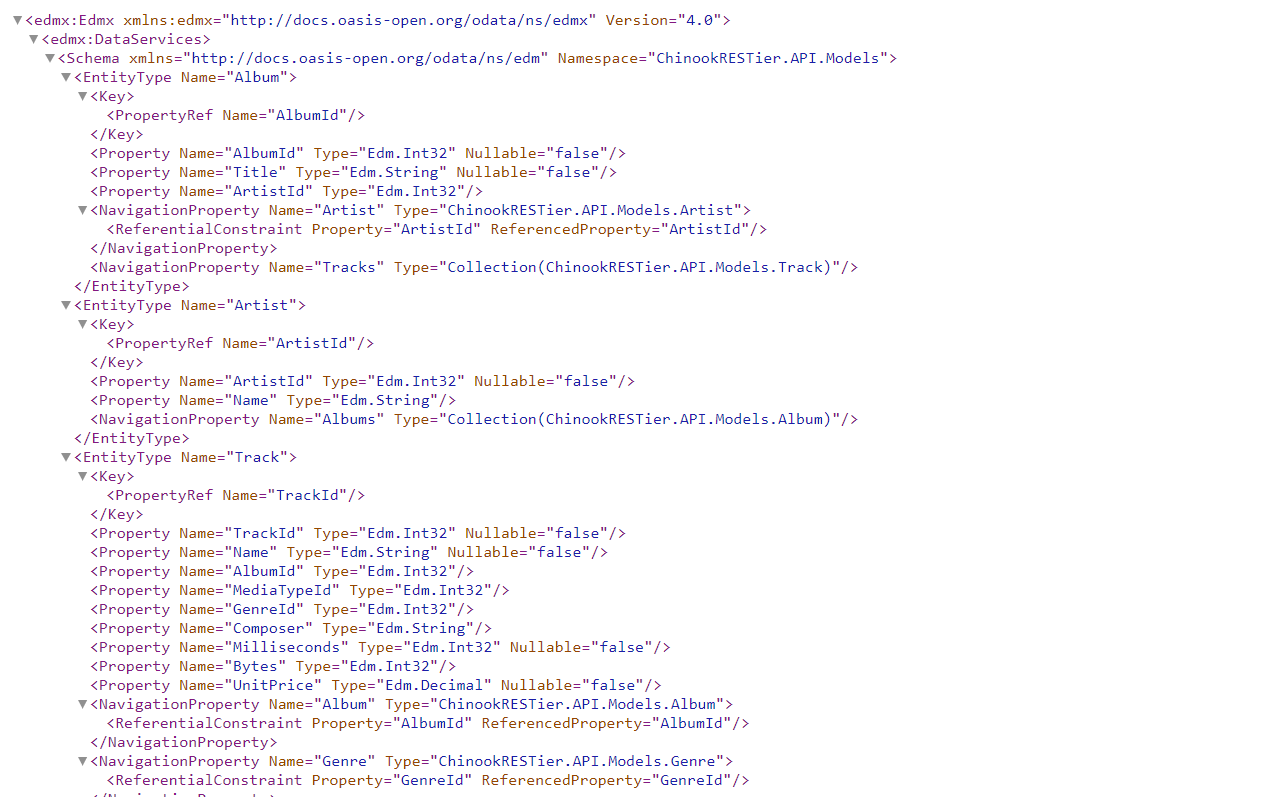 ▼<edmx:Edmx xmlns:edmx="http://docs.oasis-open.org/odata/ns/edmx" Version="4.0">
▼<edmx:DataServices>
▼<Schema xmlns="http://docs.oasis-open.org/odata/ns/edm" Namespace="ChinookRESTier.API.Models">
▼<EntityType Name="Album">
▼<Key>
<PropertyRef Name="AlbumId"/>
</Key>
<Property Name="AlbumId" Type="Edm.Int32" Nullable="false"/>
<Property Name="Title" Type="Edm.String" Nullable="false"/>
<Property Name="ArtistId" Type="Edm.Int32"/>
▼<NavigationProperty Name="Artist" Type="ChinookRESTier.API.Models.Artist">
<ReferentialConstraint Property="ArtistId" ReferencedProperty="ArtistId"/>
</NavigationProperty>
<NavigationProperty Name="Tracks" Type="Collection(ChinookRESTier.API.Models.Track)"/>
</EntityType>
▼<EntityType Name="Artist">
▼<Key>
<PropertyRef Name="ArtistId"/>
</Key>
<Property Name="ArtistId" Type="Edm.Int32" Nullable="false"/>
<Property Name="Name" Type="Edm.String"/>
<NavigationProperty Name="Albums" Type="Collection(ChinookRESTier.API.Models.Album)"/>
</EntityType>
▼<EntityType Name="Track">
▼<Key>
<PropertyRef Name="TrackId"/>
</Key>
<Property Name="TrackId" Type="Edm.Int32" Nullable="false"/>
<Property Name="Name" Type="Edm.String" Nullable="false"/>
<Property Name="AlbumId" Type="Edm.Int32"/>
<Property Name="MediaTypeId" Type="Edm.Int32"/>
<Property Name="GenreId" Type="Edm.Int32"/>
<Property Name="Composer" Type="Edm.String"/>
<Property Name="Milliseconds" Type="Edm.Int32" Nullable="false"/>
<Property Name="Bytes" Type="Edm.Int32"/>
<Property Name="UnitPrice" Type="Edm.Decimal" Nullable="false"/>
▼<NavigationProperty Name="Album" Type="ChinookRESTier.API.Models.Album">
<ReferentialConstraint Property="AlbumId" ReferencedProperty="AlbumId"/>
</NavigationProperty>
▼<NavigationProperty Name="Genre" Type="ChinookRESTier.API.Models.Genre">
<ReferentialConstraint Property="GenreId" ReferencedProperty="GenreId"/>